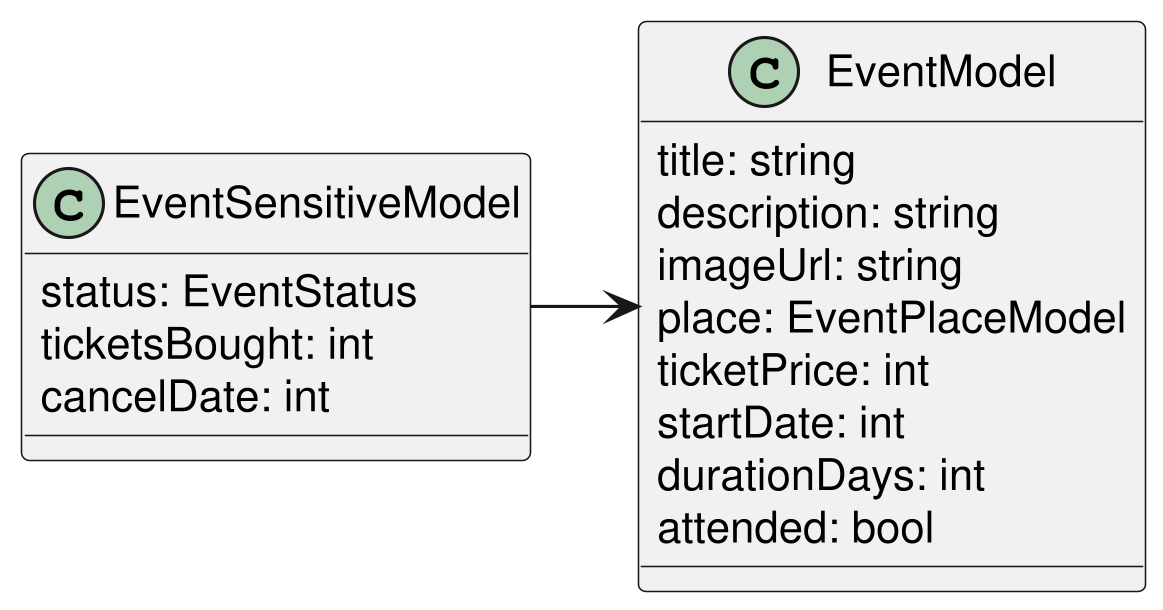 C EventSensitiveModel
status: EventStatus
ticketsBought: int
cancelDate: int
C EventModel
title: string
description: string
imageUrl: string
place: EventPlaceModel
ticketPrice: int
startDate: int
durationDays: int
attended: bool